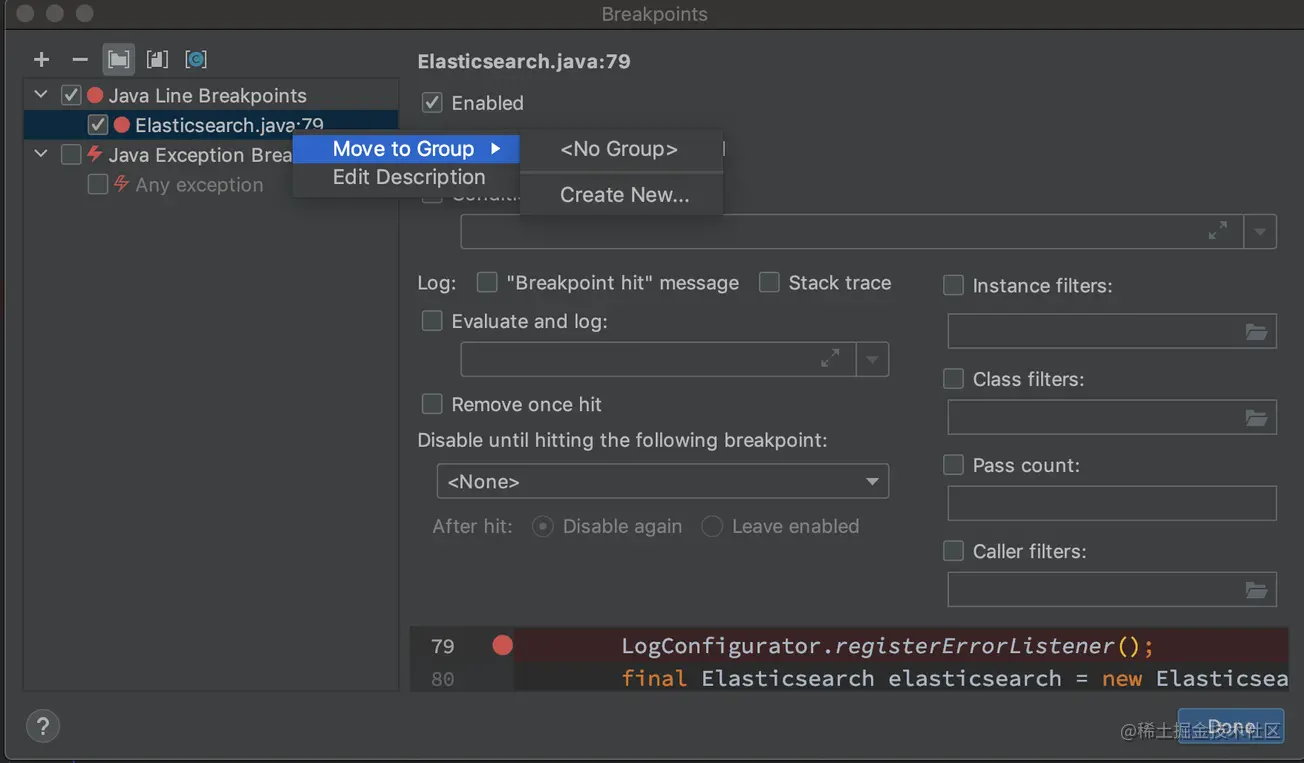 Breakpoints
Java Line Breakpoints
Elasticsearch.java:79
Java Exception Brea
Any exception
Move to Group
Edit Description
<No Group>
Create New...
Elasticsearch.java:79
Enabled
Log: "Breakpoint hit" message Stack trace
Evaluate and log:
Remove once hit
Disable until hitting the following breakpoint:
<None>
After hit: Disable again Leave enabled
Instance filters:
Class filters:
Pass count:
Caller filters:
79 LogConfigurator.registerErrorListener();
80 final Elasticsearch elasticsearch = new Elasticsea
?
Done
@稀土掘金技术社区